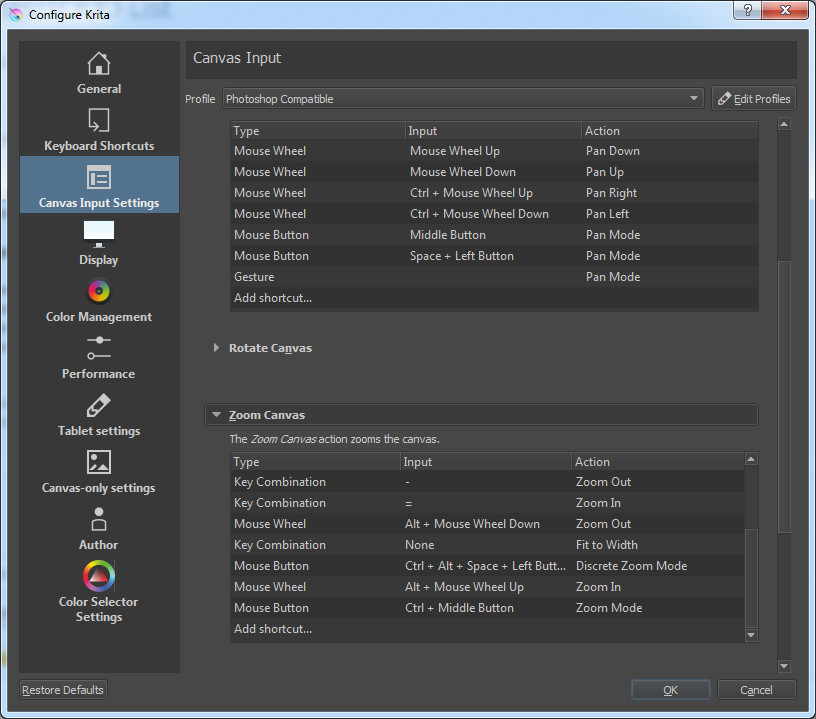 Configure Krita
General
Keyboard Shortcuts
Canvas Input Settings
Display
Color Management
Performance
Tablet settings
Canvas-only settings
Author
Color Selector
Settings
Canvas Input
Profile Photoshop Compatible Edit Profiles
Type Input Action
Mouse Wheel Mouse Wheel Up Pan Down
Mouse Wheel Mouse Wheel Down Pan Up
Mouse Wheel Ctrl + Mouse Wheel Up Pan Right
Mouse Wheel Ctrl + Mouse Wheel Down Pan Left
Mouse Button Middle Button Pan Mode
Mouse Button Space + Left Button Pan Mode
Gesture Pan Mode
Add shortcut...
Rotate Canvas
Zoom Canvas
The Zoom Canvas action zooms the canvas.
Type Input Action
Key Combination - Zoom Out
Key Combination = Zoom In
Mouse Wheel Alt + Mouse Wheel Down Zoom Out
Key Combination None Fit to Width
Mouse Button Ctrl + Alt + Space + Left Butt... Discrete Zoom Mode
Mouse Wheel Alt + Mouse Wheel Up Zoom In
Mouse Button Ctrl + Middle Button Zoom Mode
Add shortcut...
Restore Defaults OK Cancel